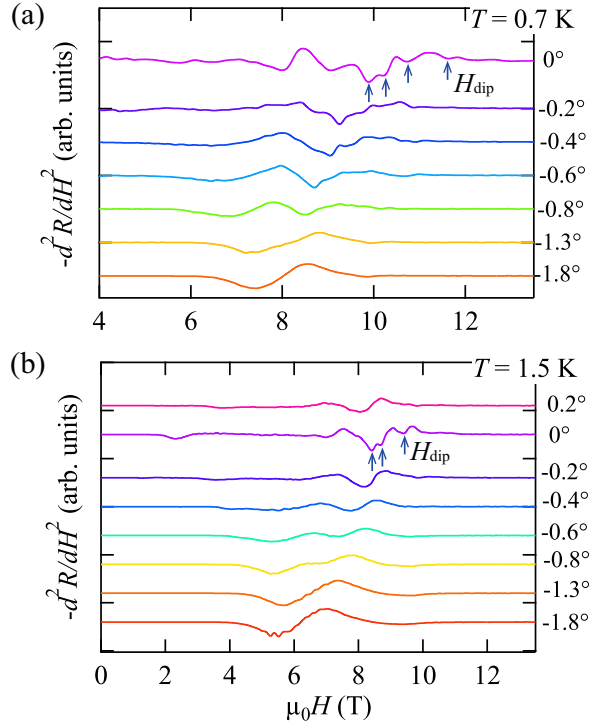 (a)
T = 0.7 K
0°
H_dip
-0.2°
-0.4°
-0.6°
-0.8°
-1.3°
-1.8°
-d²R/dH² (arb. units)
4 6 8 10 12
(b)
T = 1.5 K
0.2°
0°
H_dip
-0.2°
-0.4°
-0.6°
-0.8°
-1.3°
-1.8°
-d²R/dH² (arb. units)
0 2 4 6 8 10 12
μ₀H (T)